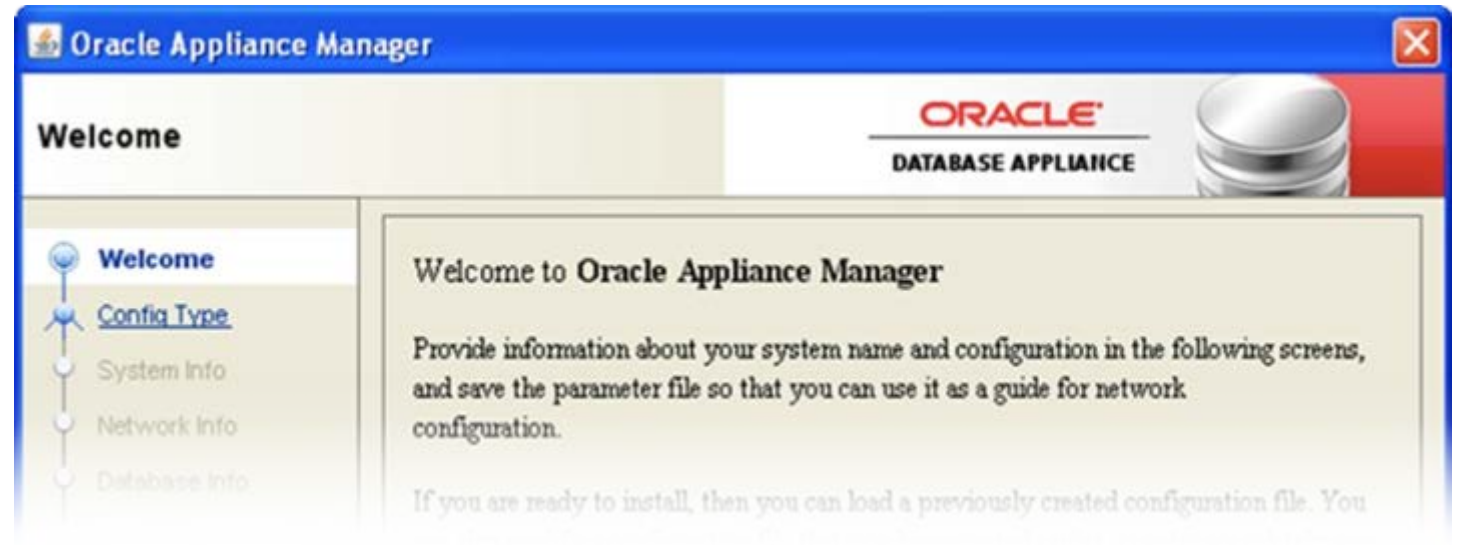 Oracle Appliance Manager
Welcome
ORACLE
DATABASE APPLIANCE
Welcome
Config Type
System Info
Network Info
Database Info
Welcome to Oracle Appliance Manager
Provide information about your system name and configuration in the following screens,
and save the parameter file so that you can use it as a guide for network
configuration.
If you are ready to install, then you can load a previously created configuration file. You